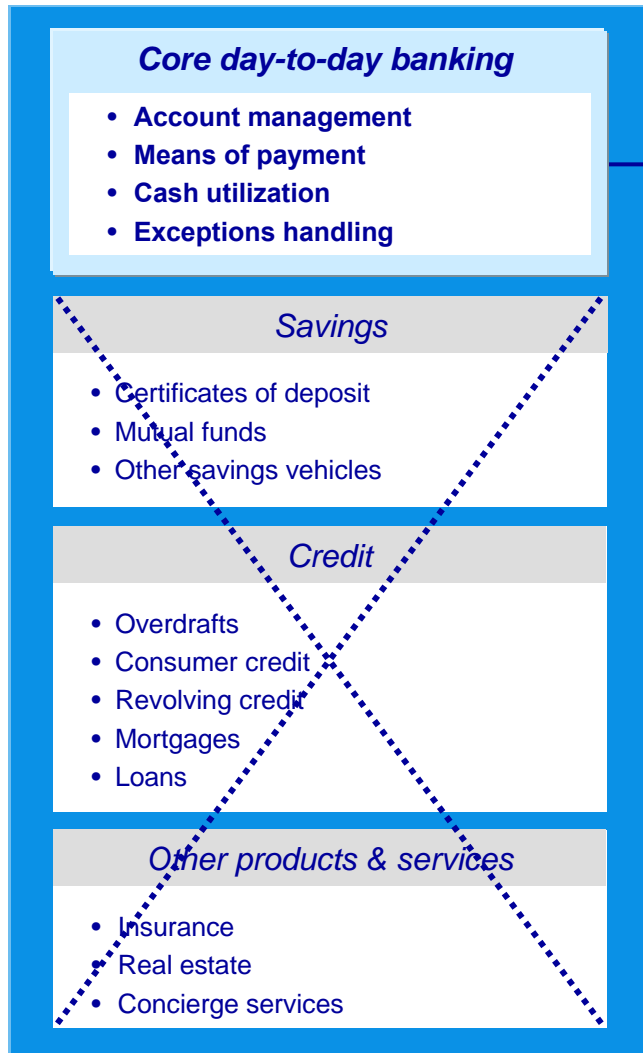 Core day-to-day banking
• Account management
• Means of payment
• Cash utilization
• Exceptions handling
Savings
• Certificates of deposit
• Mutual funds
• Other savings vehicles
Credit
• Overdrafts
• Consumer credit
• Revolving credit
• Mortgages
• Loans
Other products & services
• Insurance
• Real estate
• Concierge services